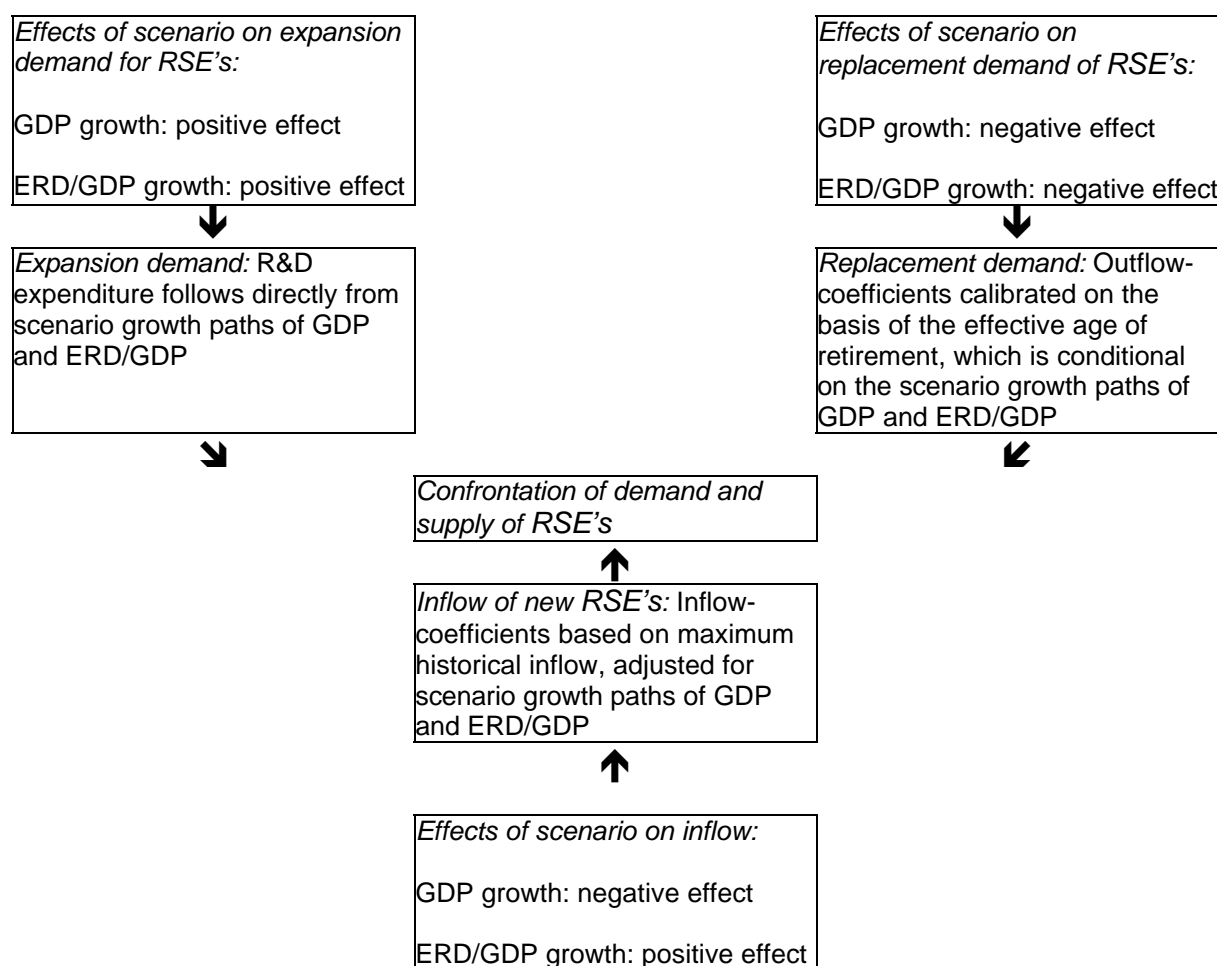 Effects of scenario on expansion
demand for RSE’s:
GDP growth: positive effect
ERD/GDP growth: positive effect
Effects of scenario on
replacement demand of RSE’s:
GDP growth: negative effect
ERD/GDP growth: negative effect
Expansion demand: R&D
expenditure follows directly from
scenario growth paths of GDP
and ERD/GDP
Replacement demand: Outflow-
coefficients calibrated on the
basis of the effective age of
retirement, which is conditional
on the scenario growth paths of
GDP and ERD/GDP
Confrontation of demand and
supply of RSE’s
Inflow of new RSE’s: Inflow-
coefficients based on maximum
historical inflow, adjusted for
scenario growth paths of GDP
and ERD/GDP
Effects of scenario on inflow:
GDP growth: negative effect
ERD/GDP growth: positive effect